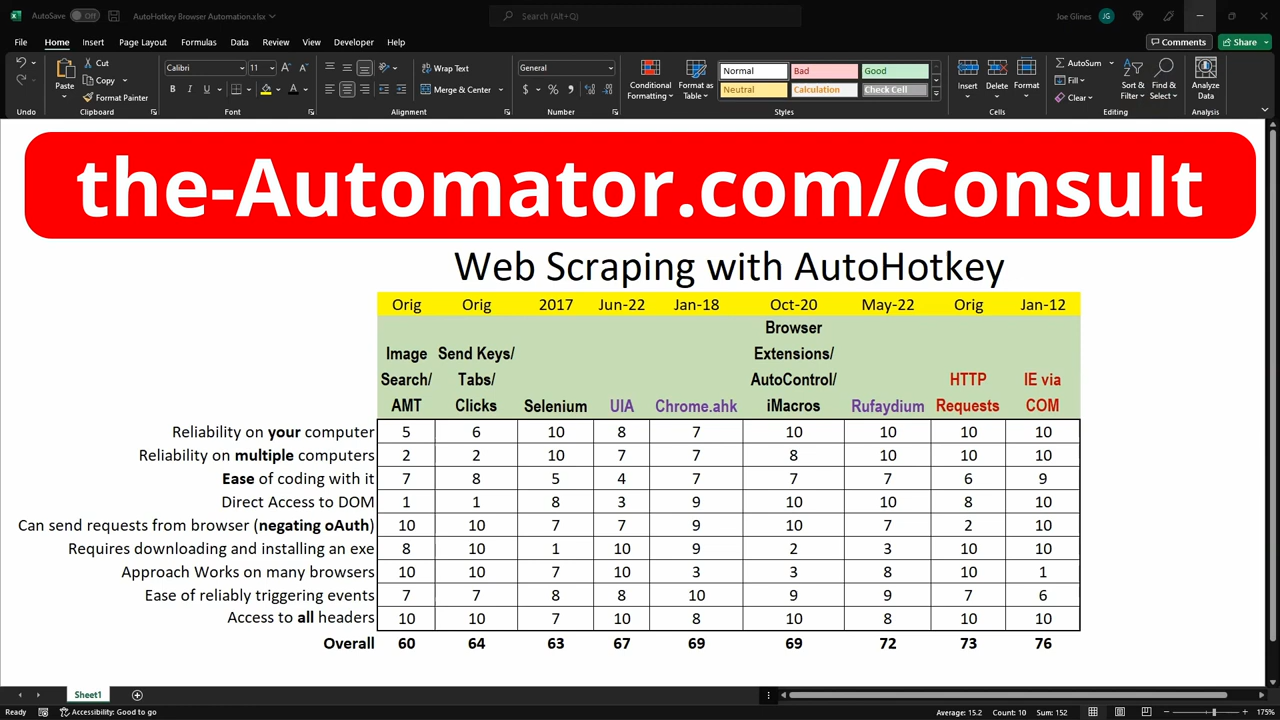 AutoSave Off AutoHotkey Browser Automation.xlsx Search (Alt+Q) Joe Glines JG
File Home Insert Page Layout Formulas Data Review View Developer Help Comments Share
Cut Calibri 11 Wrap Text General Normal Bad Good AutoSum
Copy
Paste Conditional Format as Insert Delete Format Fill Sort & Find & Analyze
Format Painter B I U Merge & Center $ % Formatting Table Neutral Calculation Check Cell Clear Filter Select Data
Undo Clipboard Font Alignment Number Styles Cells Editing Analysis
the-Automator.com/Consult
Web Scraping with AutoHotkey
Orig Orig 2017 Jun-22 Jan-18 Oct-20 May-22 Orig Jan-12
Browser
Image Send Keys/ Extensions/
Search/ Tabs/ AutoControl/ HTTP IE via
AMT Clicks Selenium UIA Chrome.ahk iMacros Rufaydium Requests COM
Reliability on your computer 5 6 10 8 7 10 10 10 10
Reliability on multiple computers 2 2 10 7 7 8 10 10 10
Ease of coding with it 7 8 5 4 7 7 7 6 9
Direct Access to DOM 1 1 8 3 9 10 10 8 10
Can send requests from browser (negating oAuth) 10 10 7 7 9 10 7 2 10
Requires downloading and installing an exe 8 10 1 10 9 2 3 10 10
Approach Works on many browsers 10 10 7 10 3 3 8 10 1
Ease of reliably triggering events 7 7 8 8 10 9 9 7 6
Access to all headers 10 10 7 10 8 10 8 10 10
Overall 60 64 63 67 69 69 72 73 76
Sheet1
Ready Accessibility: Good to go Average: 15.2 Count: 10 Sum: 152 175%